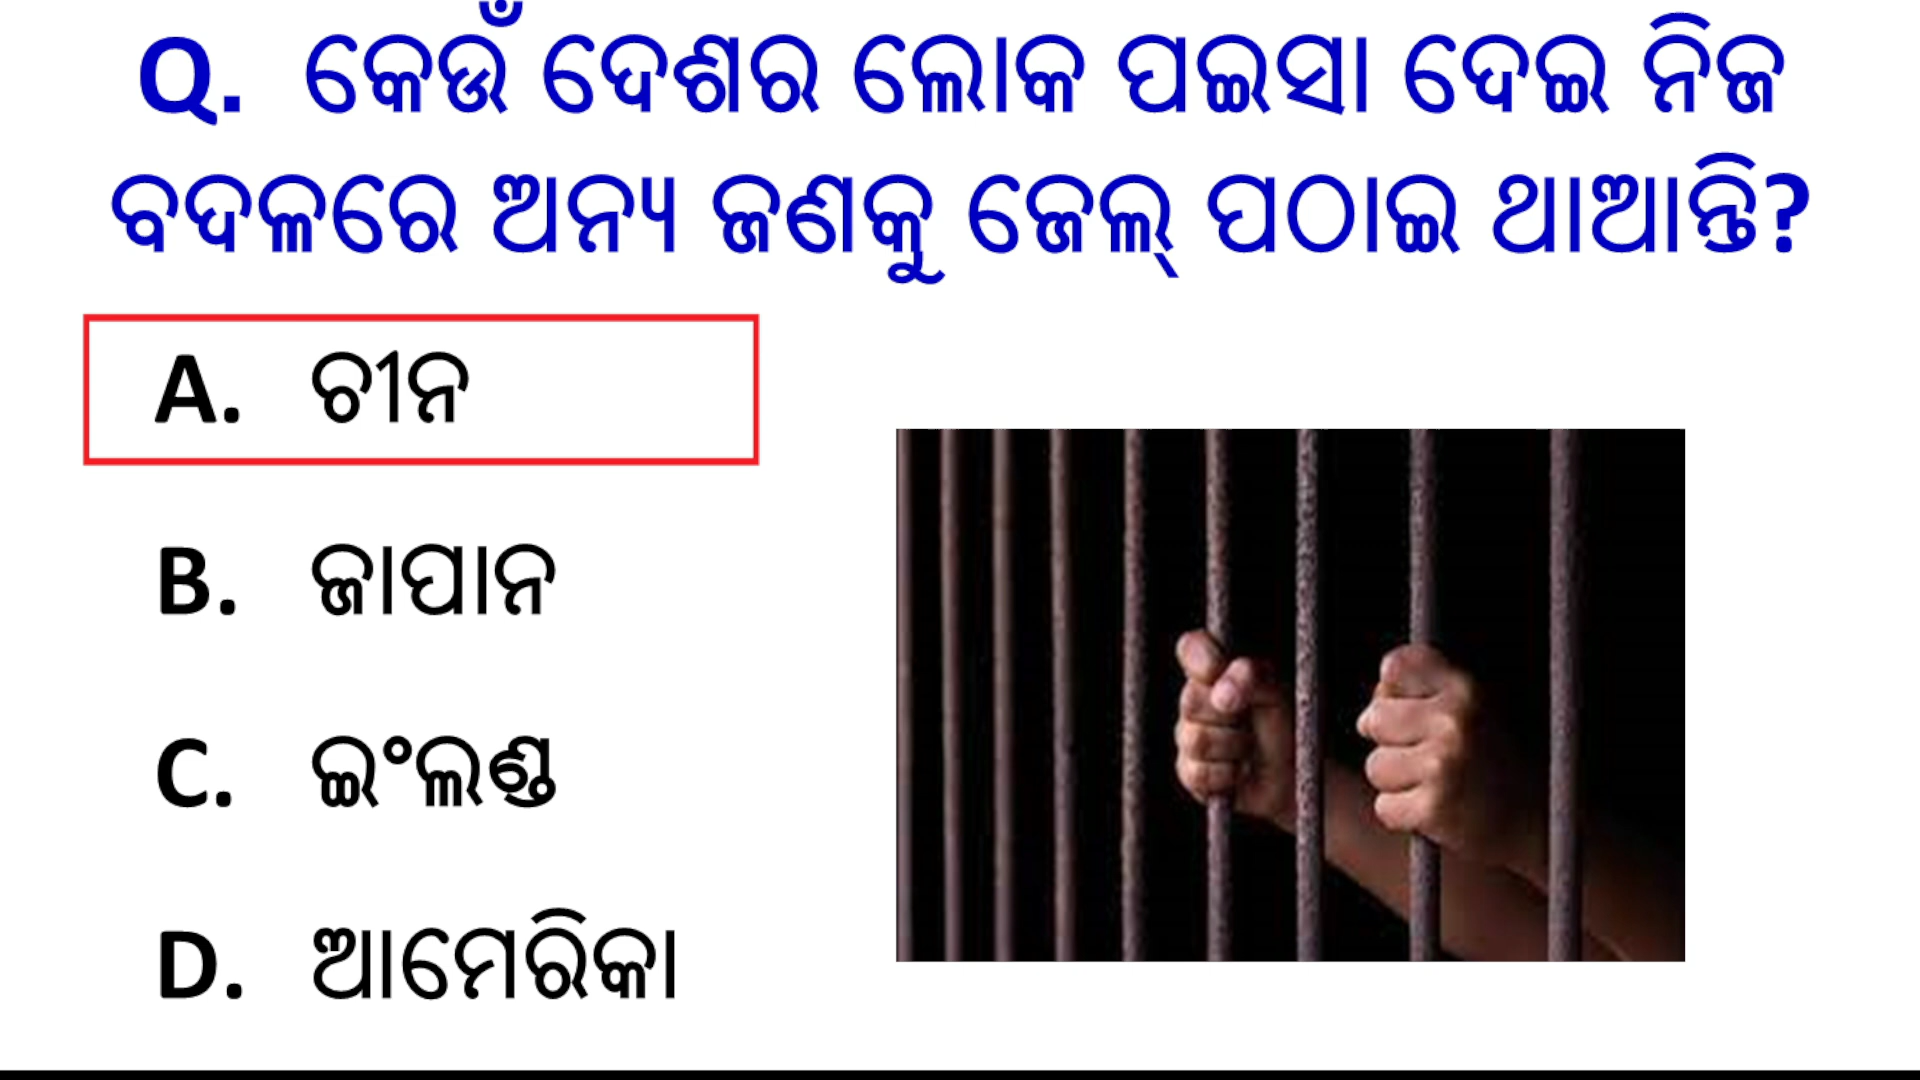 Q. କେଉଁ ଦେଶର ଲୋକ ପଇସା ଦେଇ ନିଜ
ବଦଳରେ ଅନ୍ୟ ଜଣକୁ ଜେଲ୍ ପଠାଇ ଥାଆନ୍ତି?
A. ଚୀନ
B. ଜାପାନ
C. ଇଂଲଣ୍ଡ
D. ଆମେରିକା